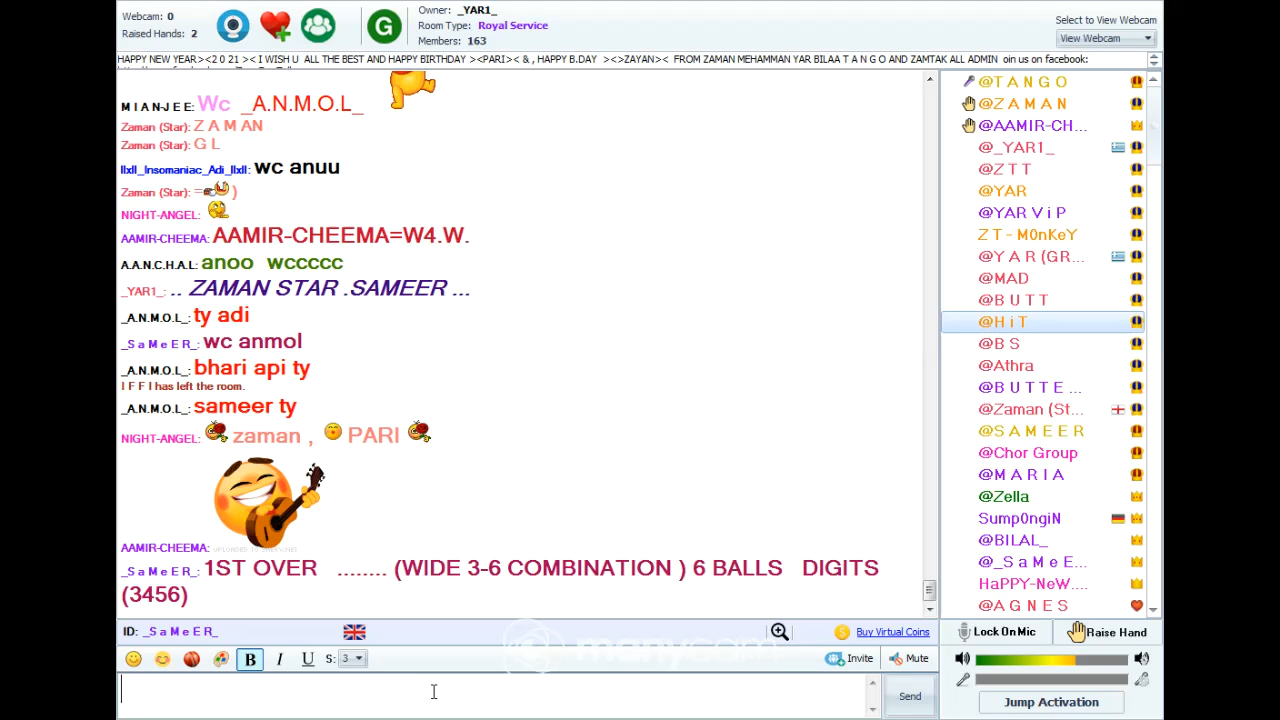 Webcam: 0
Raised Hands: 2
G
Owner: _YAR1_
Room Type: Royal Service
Members: 163
Select to View Webcam
View Webcam
HAPPY NEW YEAR><2 0 21 >< I WISH U ALL THE BEST AND HAPPY BIRTHDAY ><PARI>< & , HAPPY B.DAY ><>ZAYAN>< FROM ZAMAN MEHAMMAN YAR BILAA T A N G O AND ZAMTAK ALL ADMIN oin us on facebook:
M I A N-J E E: Wc _A.N.M.O.L_
Zaman (Star): Z A M A N
Zaman (Star): G L
llxll_Insomaniac_Adi_llxll: wc anuu
Zaman (Star): = )
NIGHT-ANGEL:
AAMIR-CHEEMA: AAMIR-CHEEMA=W4.W.
A.A.N.C.H.A.L: anoo wccccc
_YAR1_: .. ZAMAN STAR .SAMEER ...
_A.N.M.O.L_: ty adi
_S a M e E R_: wc anmol
_A.N.M.O.L_: bhari api ty
I F F I has left the room.
_A.N.M.O.L_: sameer ty
NIGHT-ANGEL: zaman , PARI
AAMIR-CHEEMA:
_S a M e E R_: 1ST OVER ........ (WIDE 3-6 COMBINATION ) 6 BALLS DIGITS
(3456)
@T A N G O
@Z A M A N
@AAMIR-CH...
@_YAR1_
@Z T T
@YAR
@YAR V i P
Z T - M0nKeY
@Y A R (GR...
@MAD
@B U T T
@H i T
@B S
@Athra
@B U T T E ...
@Zaman (St...
@S A M E E R
@Chor Group
@M A R I A
@Zella
Sump0ngiN
@BILAL_
@_S a M e E...
HaPPY-NeW....
@A G N E S
ID: _S a M e E R_
Buy Virtual Coins
Lock On Mic
Raise Hand
B I U S: 3
Invite
Mute
manycam
Send
Jump Activation